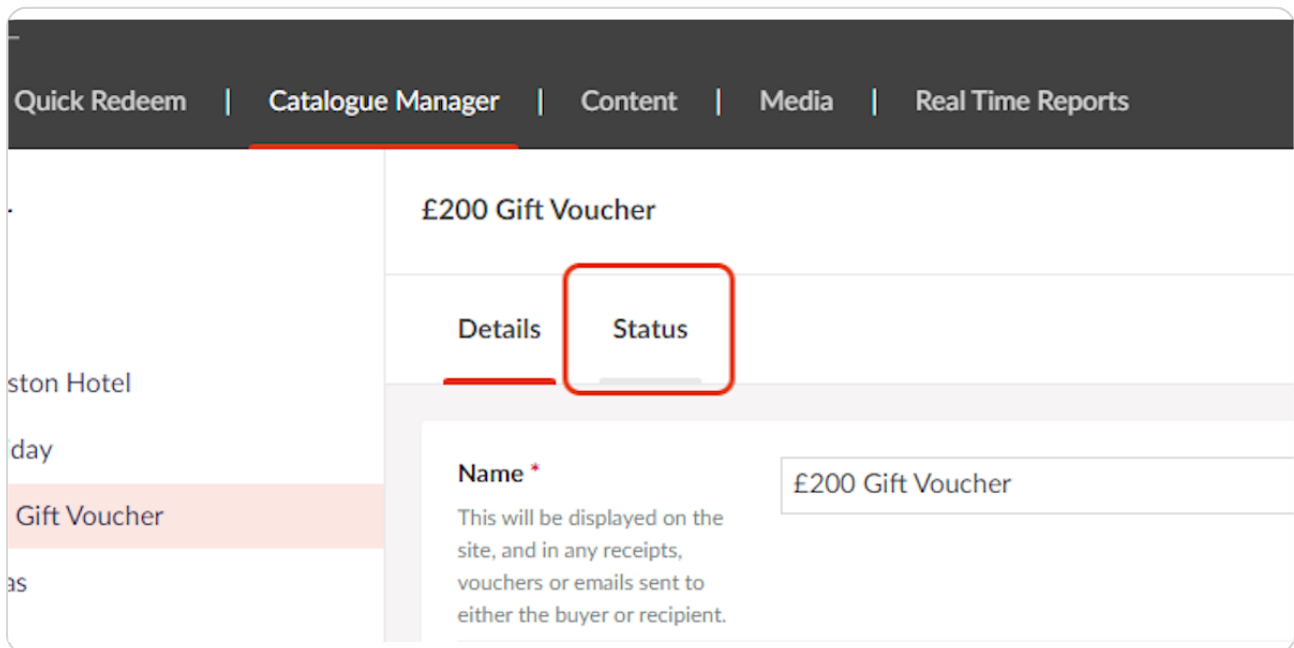 Quick Redeem | Catalogue Manager | Content | Media | Real Time Reports
£200 Gift Voucher
Details Status
ston Hotel
day
Gift Voucher
as
Name *
£200 Gift Voucher
This will be displayed on the
site, and in any receipts,
vouchers or emails sent to
either the buyer or recipient.